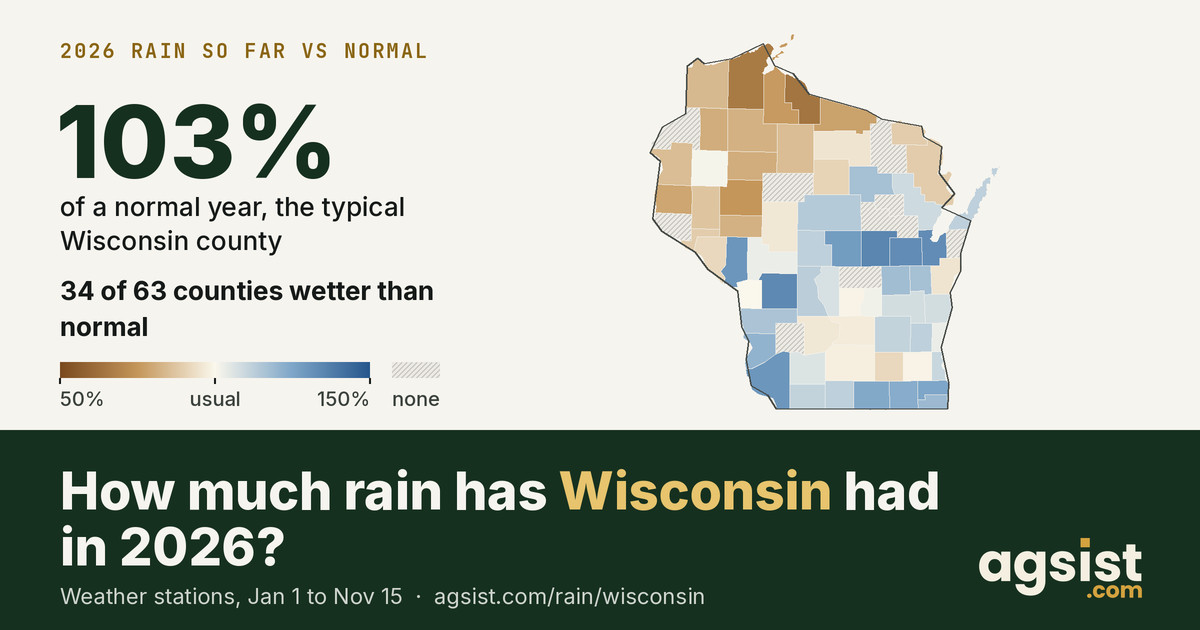 2026 RAIN SO FAR VS NORMAL
103%
of a normal year, the typical
Wisconsin county
34 of 63 counties wetter than
normal
50% usual 150% none
How much rain has Wisconsin had
in 2026?
Weather stations, Jan 1 to Nov 15 · agsist.com/rain/wisconsin
agsist
.com